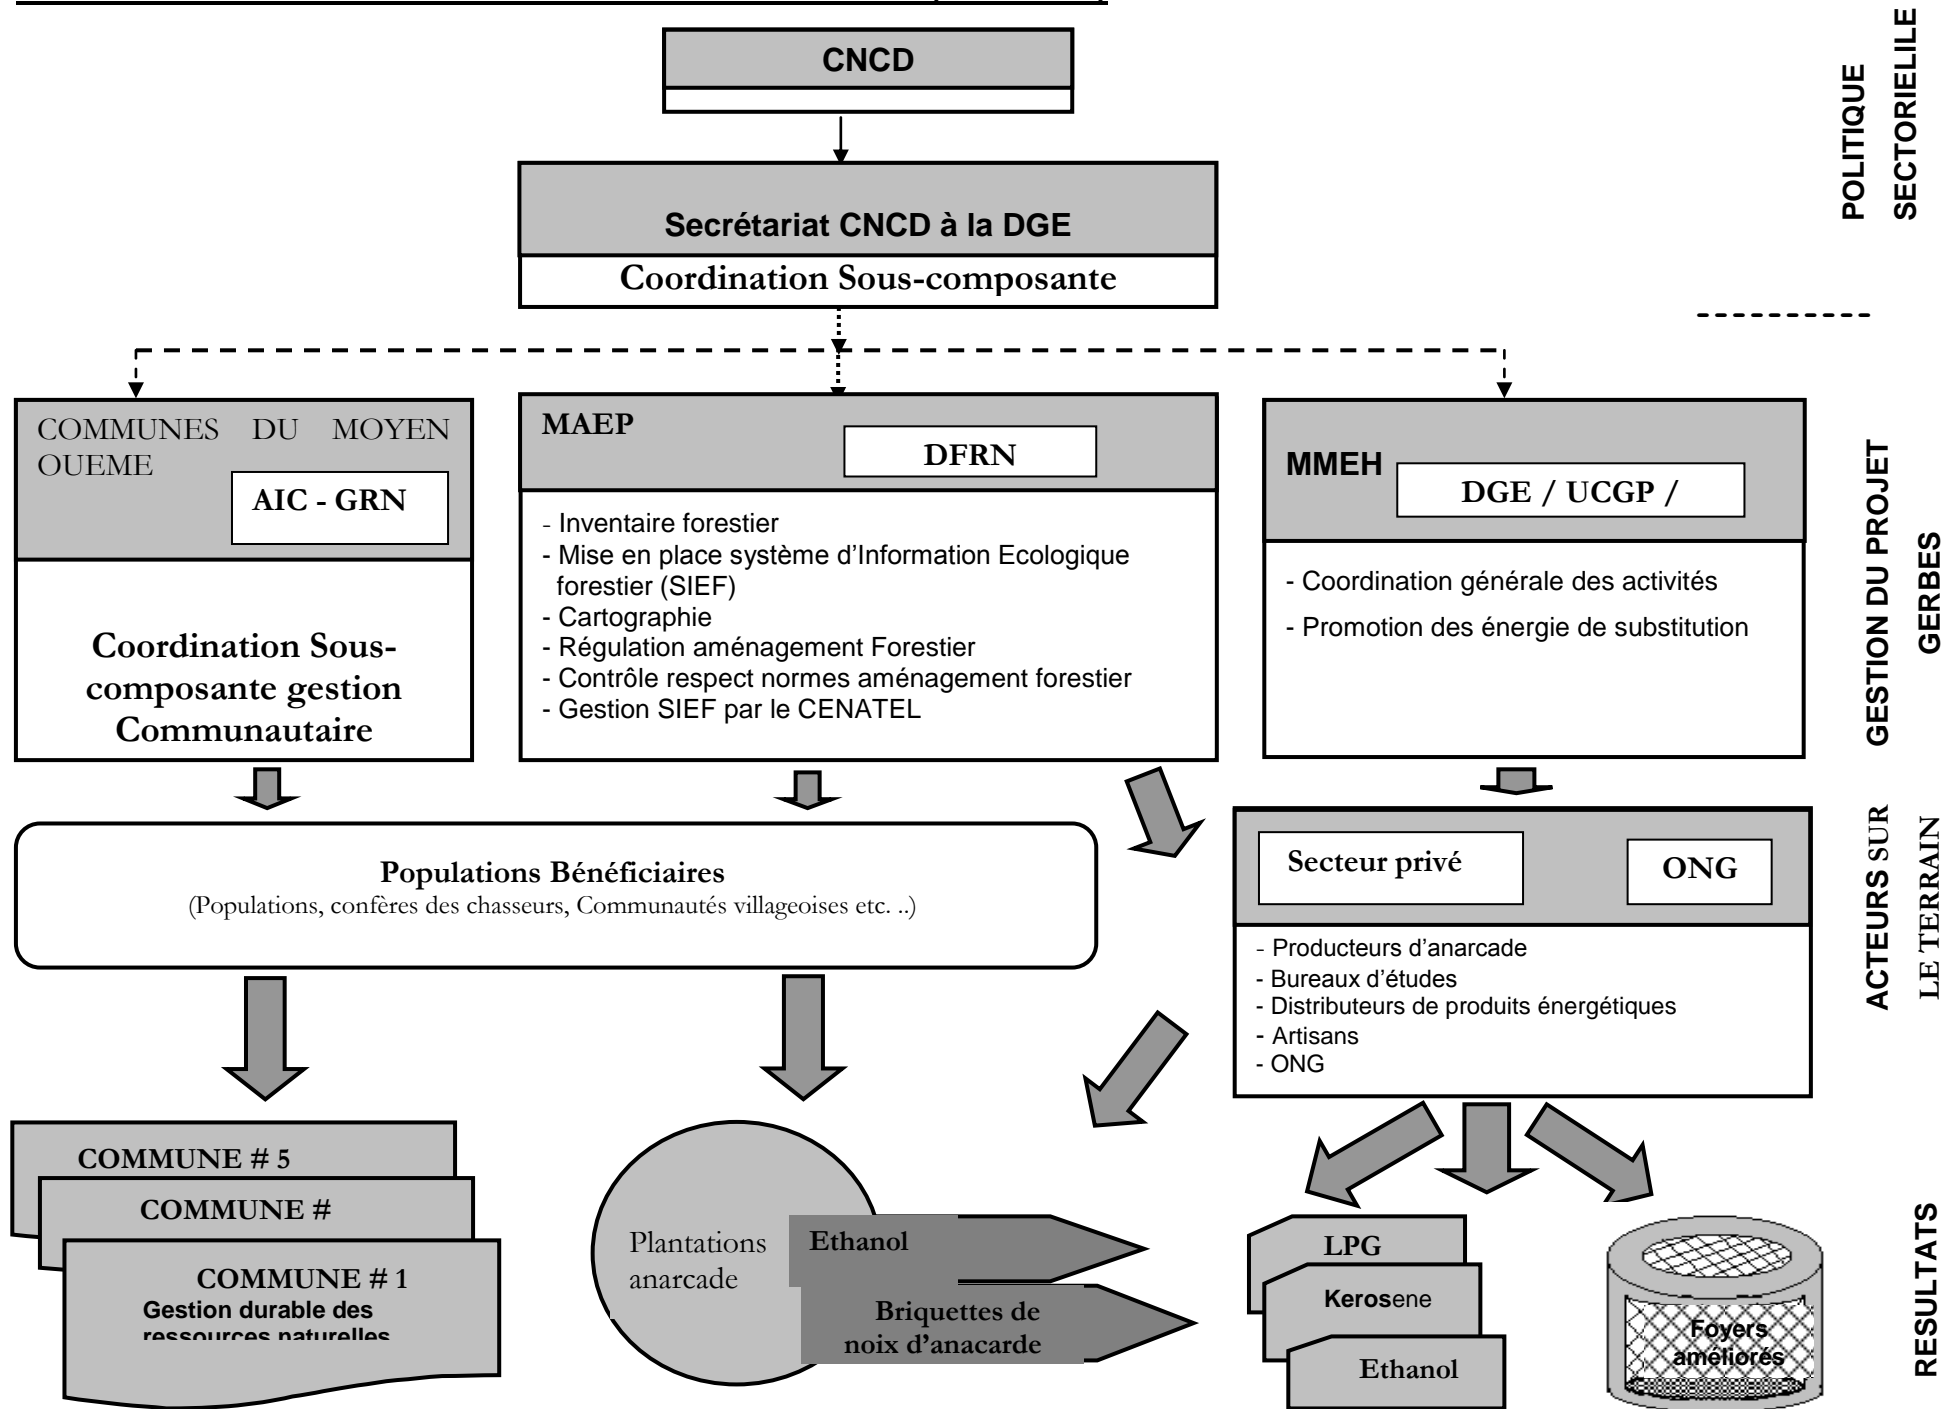 CNCD
Secrétariat CNCD à la DGE
Coordination Sous-composante
POLITIQUE
SECTORIELILE
COMMUNES DU MOYEN
OUEME
AIC - GRN
Coordination Sous-
composante gestion
Communautaire
MAEP
DFRN
- Inventaire forestier
- Mise en place système d’Information Ecologique
forestier (SIEF)
- Cartographie
- Régulation aménagement Forestier
- Contrôle respect normes aménagement forestier
- Gestion SIEF par le CENATEL
MMEH
DGE / UCGP /
- Coordination générale des activités
- Promotion des énergie de substitution
GESTION DU PROJET
GERBES
Populations Bénéficiaires
(Populations, confères des chasseurs, Communautés villageoises etc. ..)
Secteur privé
ONG
- Producteurs d’anarcade
- Bureaux d’études
- Distributeurs de produits énergétiques
- Artisans
- ONG
ACTEURS SUR
LE TERRAIN
COMMUNE # 5
COMMUNE #
COMMUNE # 1
Gestion durable des
ressources naturelles
Plantations
anarcade
Ethanol
Briquettes de
noix d’anacarde
LPG
Kerosene
Ethanol
Foyers
améliorés
RESULTATS